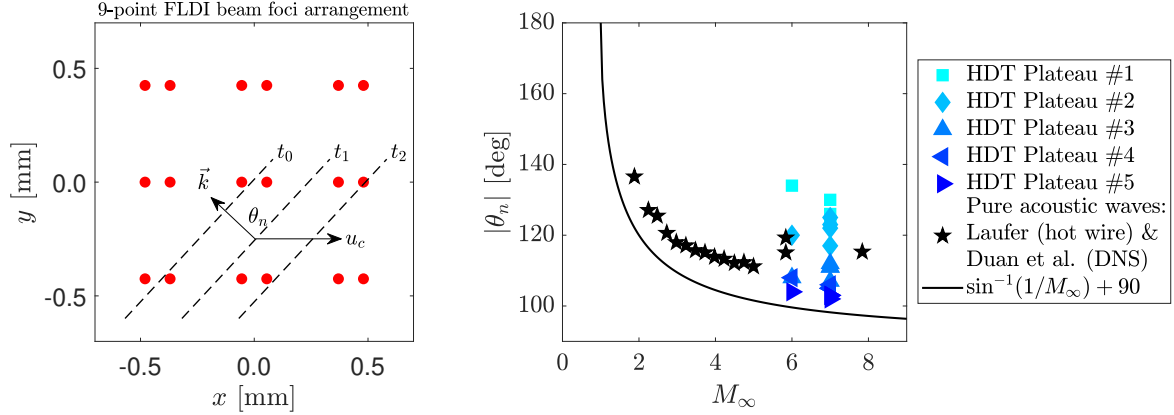 9-point FLDI beam foci arrangement
0.5
0.0
-0.5
y [mm]
t₀
t₁
t₂
k⃗
θₙ
u_c
-0.5
0.0
0.5
x [mm]
180
160
140
120
100
|θₙ| [deg]
0
2
4
6
8
M∞
HDT Plateau #1
HDT Plateau #2
HDT Plateau #3
HDT Plateau #4
HDT Plateau #5
Pure acoustic waves:
Laufer (hot wire) &
Duan et al. (DNS)
sin⁻¹(1/M∞) + 90